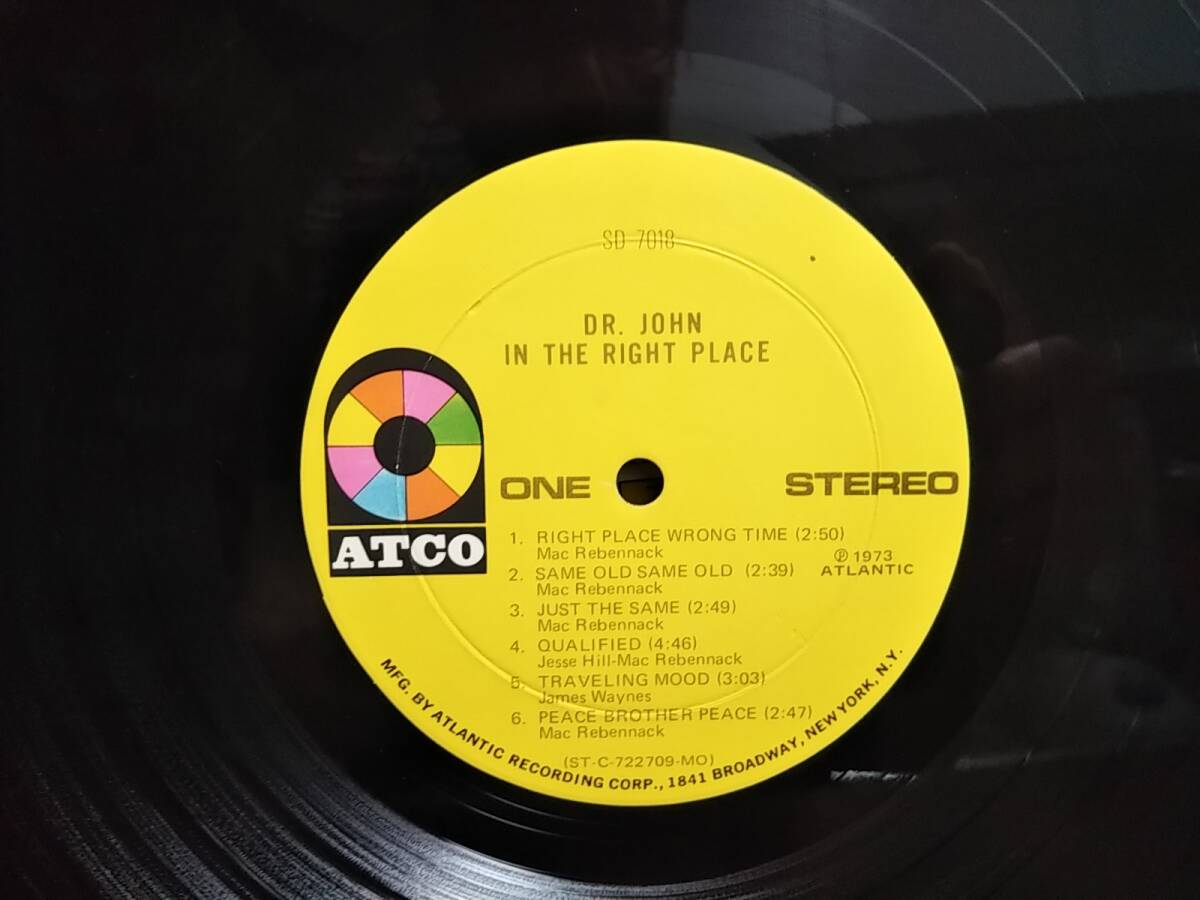 SD 7018
DR. JOHN
IN THE RIGHT PLACE
ATCO
ONE
STEREO
1. RIGHT PLACE WRONG TIME (2:50)
Mac Rebennack
2. SAME OLD SAME OLD (2:39)
Mac Rebennack
3. JUST THE SAME (2:49)
Mac Rebennack
4. QUALIFIED (4:46)
Jesse Hill-Mac Rebennack
5. TRAVELING MOOD (3:03)
James Waynes
6. PEACE BROTHER PEACE (2:47)
Mac Rebennack
℗ 1973
ATLANTIC
(ST-C-722709-MO)
MFG. BY ATLANTIC RECORDING CORP., 1841 BROADWAY, NEW YORK, N.Y.